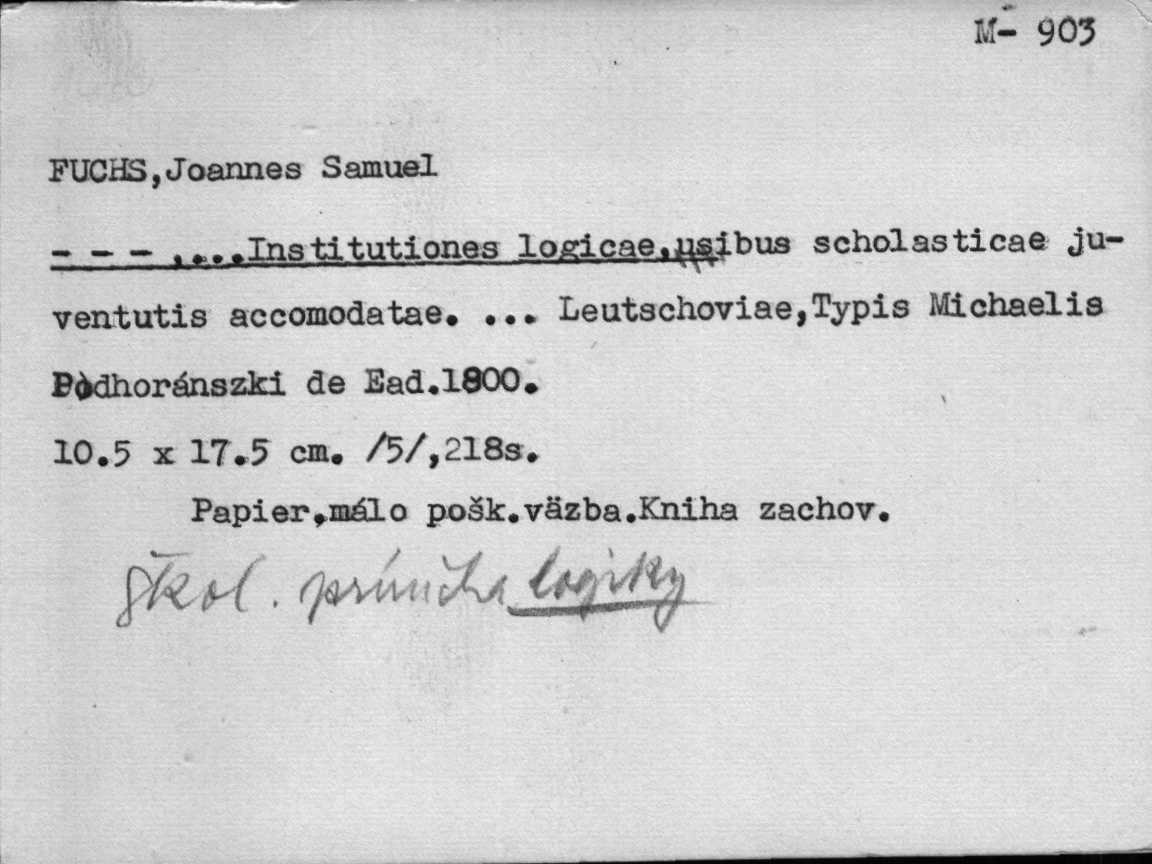 M- 903
FUCHS,Joannes Samuel
- - - ,...Institutiones logicae,usibus scholasticae ju-
ventutis accomodatae. ... Leutschoviae,Typis Michaelis
Podhoránszki de Ead.1800.
10.5 x 17.5 cm. /5/,218s.
Papier,málo pošk.väzba.Kniha zachov.
škol. príručka logiky